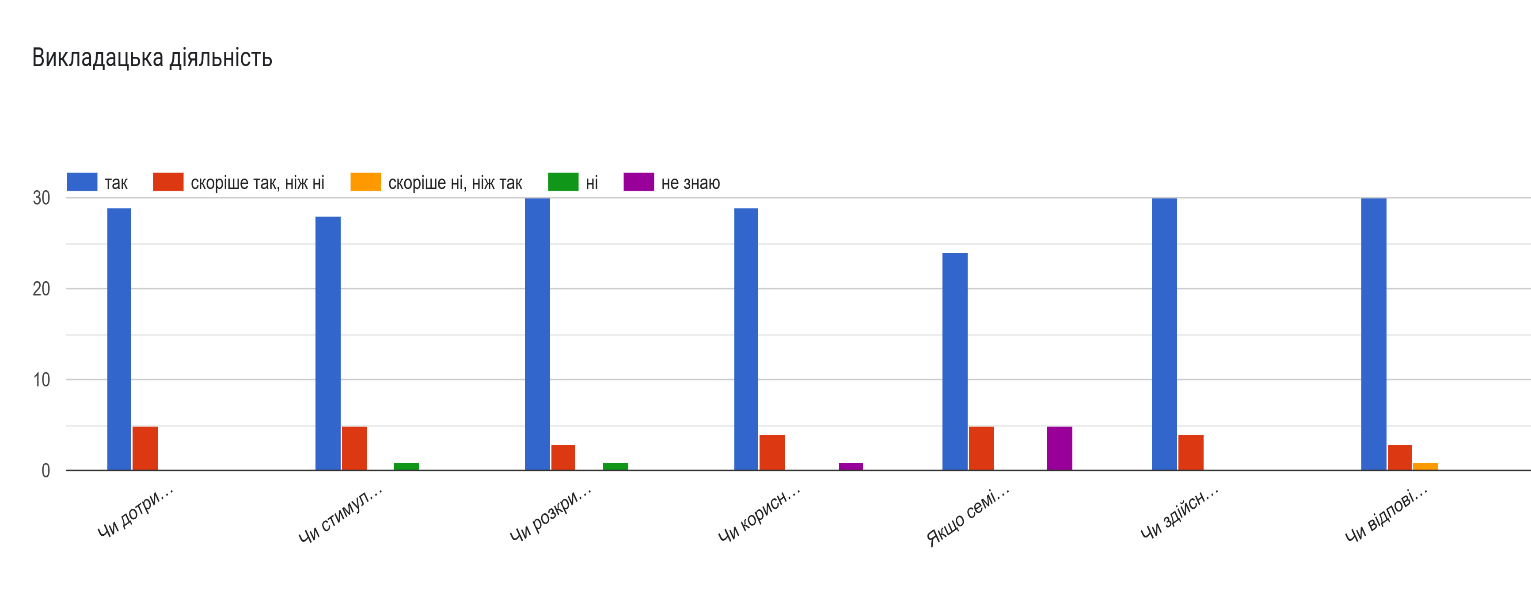 Викладацька діяльність
так скоріше так, ніж ні скоріше ні, ніж так ні не знаю
30
20
10
0
Чи дотри…
Чи стимул…
Чи розкри…
Чи корисн…
Якщо семі…
Чи здійсн…
Чи відпові…